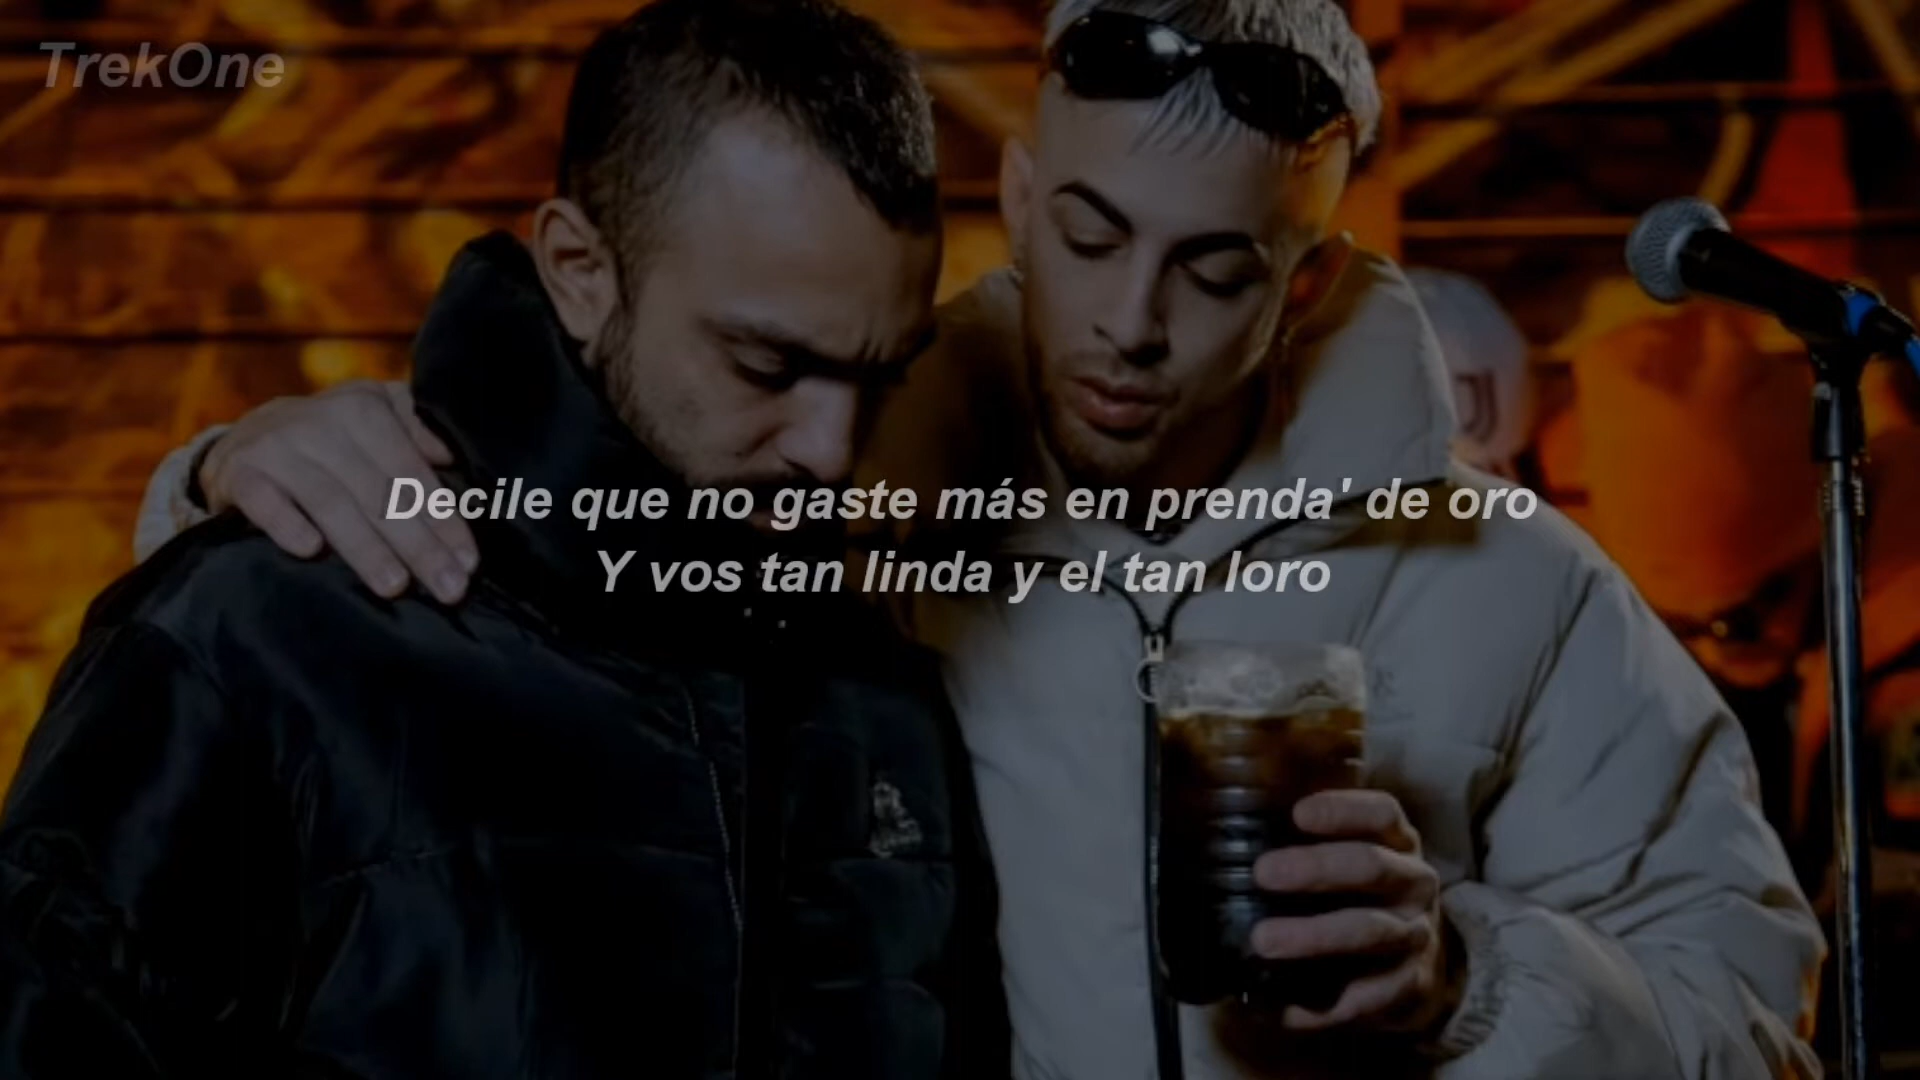 TrekOne
Decile que no gaste más en prenda' de oro
Y vos tan linda y el tan loro